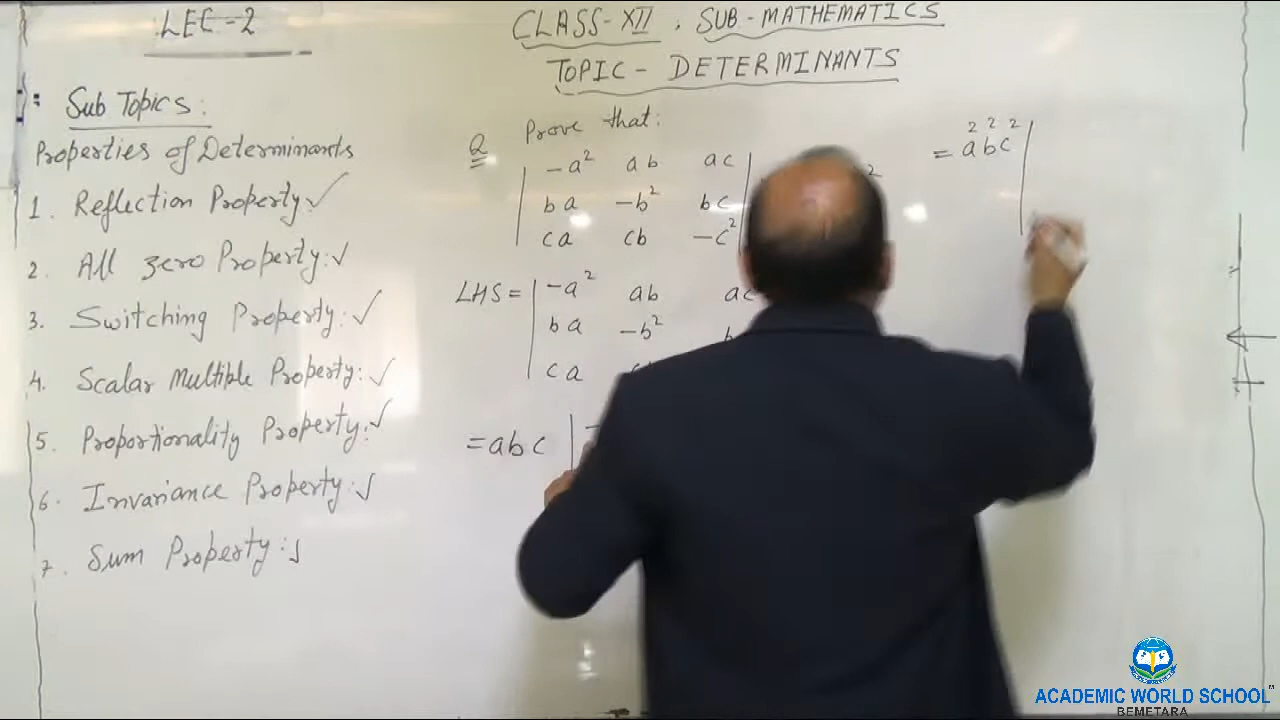 LEC-2
CLASS-XII, SUB-MATHEMATICS
TOPIC- DETERMINANTS
Sub Topics:
Properties of Determinants
1. Reflection Property ✓
2. All zero Property: ✓
3. Switching Property: ✓
4. Scalar Multiple Property: ✓
5. Proportionality Property: ✓
6. Invariance Property: ✓
7. Sum Property: ✓
Q Prove that:
| -a² ab ac |
| ba -b² bc |
| ca cb -c² |
LHS = | -a² ab ac
ba -b²
ca
= abc |
= a²b²c² |
ACADEMIC WORLD SCHOOL
BEMETARA